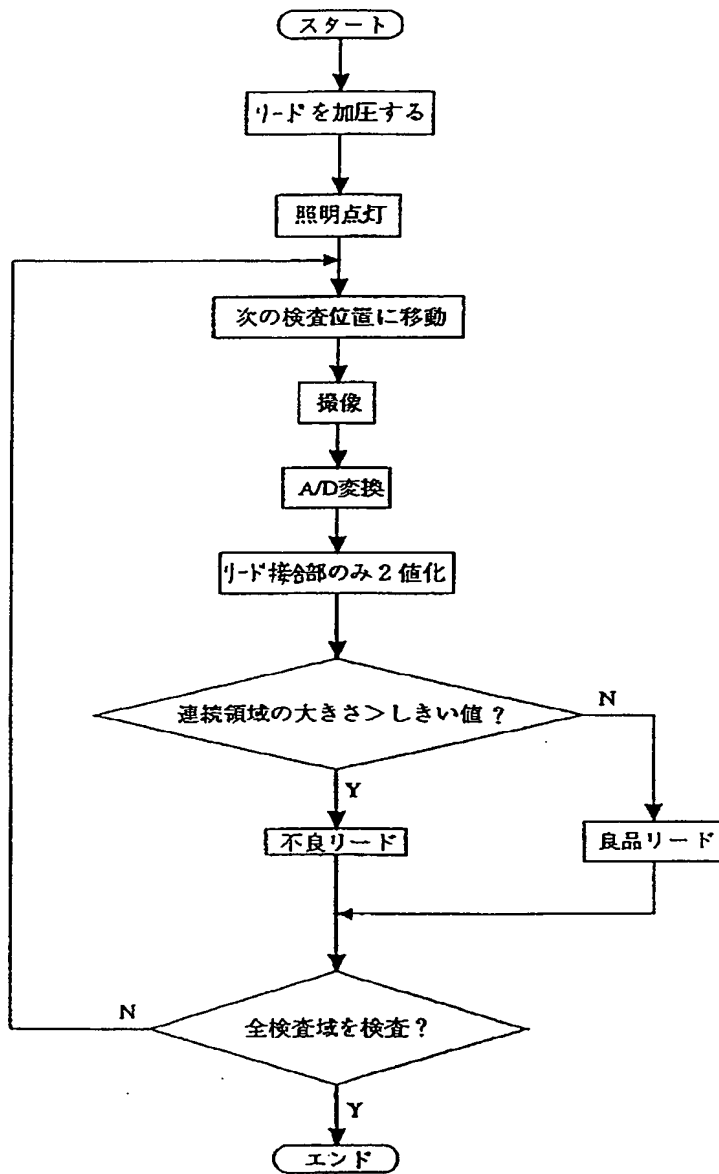 スタート
リードを加圧する
照明点灯
次の検査位置に移動
撮像
A/D変換
リード接合部のみ2値化
連続領域の大きさ>しきい値?
N
Y
不良リード
良品リード
全検査域を検査?
N
Y
エンド